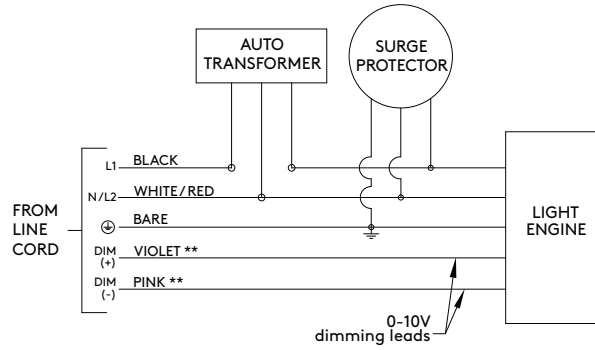 AUTO
TRANSFORMER
SURGE
PROTECTOR
FROM
LINE
CORD
L1 BLACK
N/L2 WHITE/RED
BARE
DIM
(+)
VIOLET **
DIM
(-)
PINK **
LIGHT
ENGINE
0-10V
dimming leads